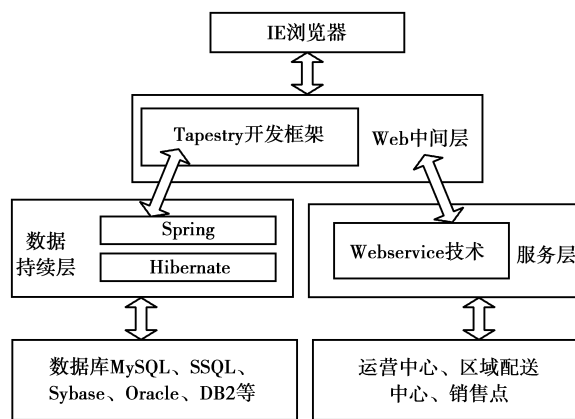 IE浏览器
Tapestry开发框架
Web中间层
数据
持续层
Spring
Hibernate
Webservice技术
服务层
数据库MySQL、SSQL、
Sybase、Oracle、DB2等
运营中心、区域配送
中心、销售点